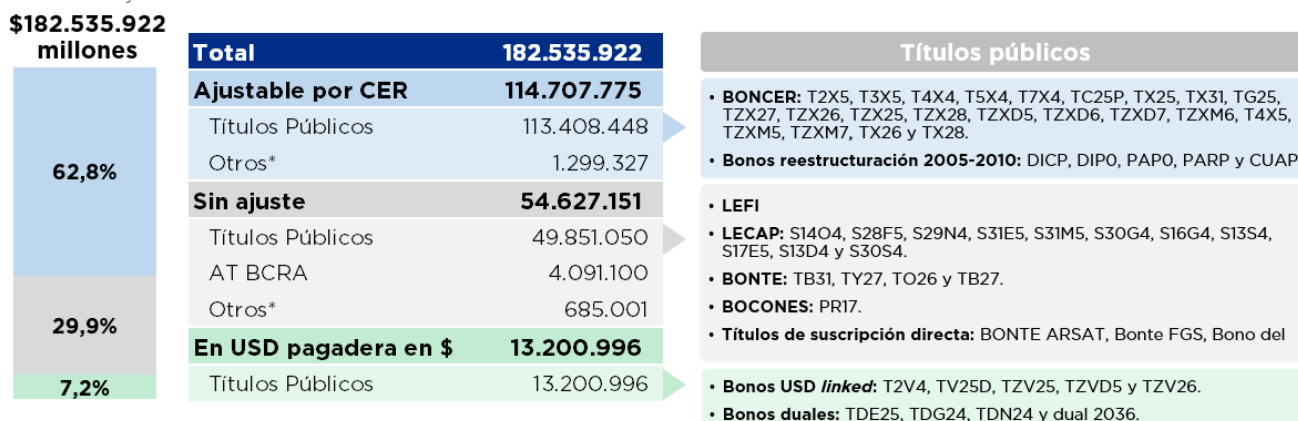 $182.535.922
millones
62,8%
29,9%
7,2%
Total 182.535.922
Ajustable por CER 114.707.775
Títulos Públicos 113.408.448
Otros* 1.299.327
Sin ajuste 54.627.151
Títulos Públicos 49.851.050
AT BCRA 4.091.100
Otros* 685.001
En USD pagadera en $ 13.200.996
Títulos Públicos 13.200.996
Títulos públicos
• BONCER: T2X5, T3X5, T4X4, T5X4, T7X4, TC25P, TX25, TX31, TG25,
TZX27, TZX26, TZX25, TZX28, TZXD5, TZXD6, TZXD7, TZXM6, T4X5,
TZXM5, TZXM7, TX26 y TX28.
• Bonos reestructuración 2005-2010: DICP, DIP0, PAP0, PARP y CUAP
• LEFI
• LECAP: S14O4, S28F5, S29N4, S31E5, S31M5, S30G4, S16G4, S13S4,
S17E5, S13D4 y S30S4.
• BONTE: TB31, TY27, TO26 y TB27.
• BOCONES: PR17.
• Títulos de suscripción directa: BONTE ARSAT, Bonte FGS, Bono del
• Bonos USD linked: T2V4, TV25D, TZV25, TZVD5 y TZV26.
• Bonos duales: TDE25, TDG24, TDN24 y dual 2036.